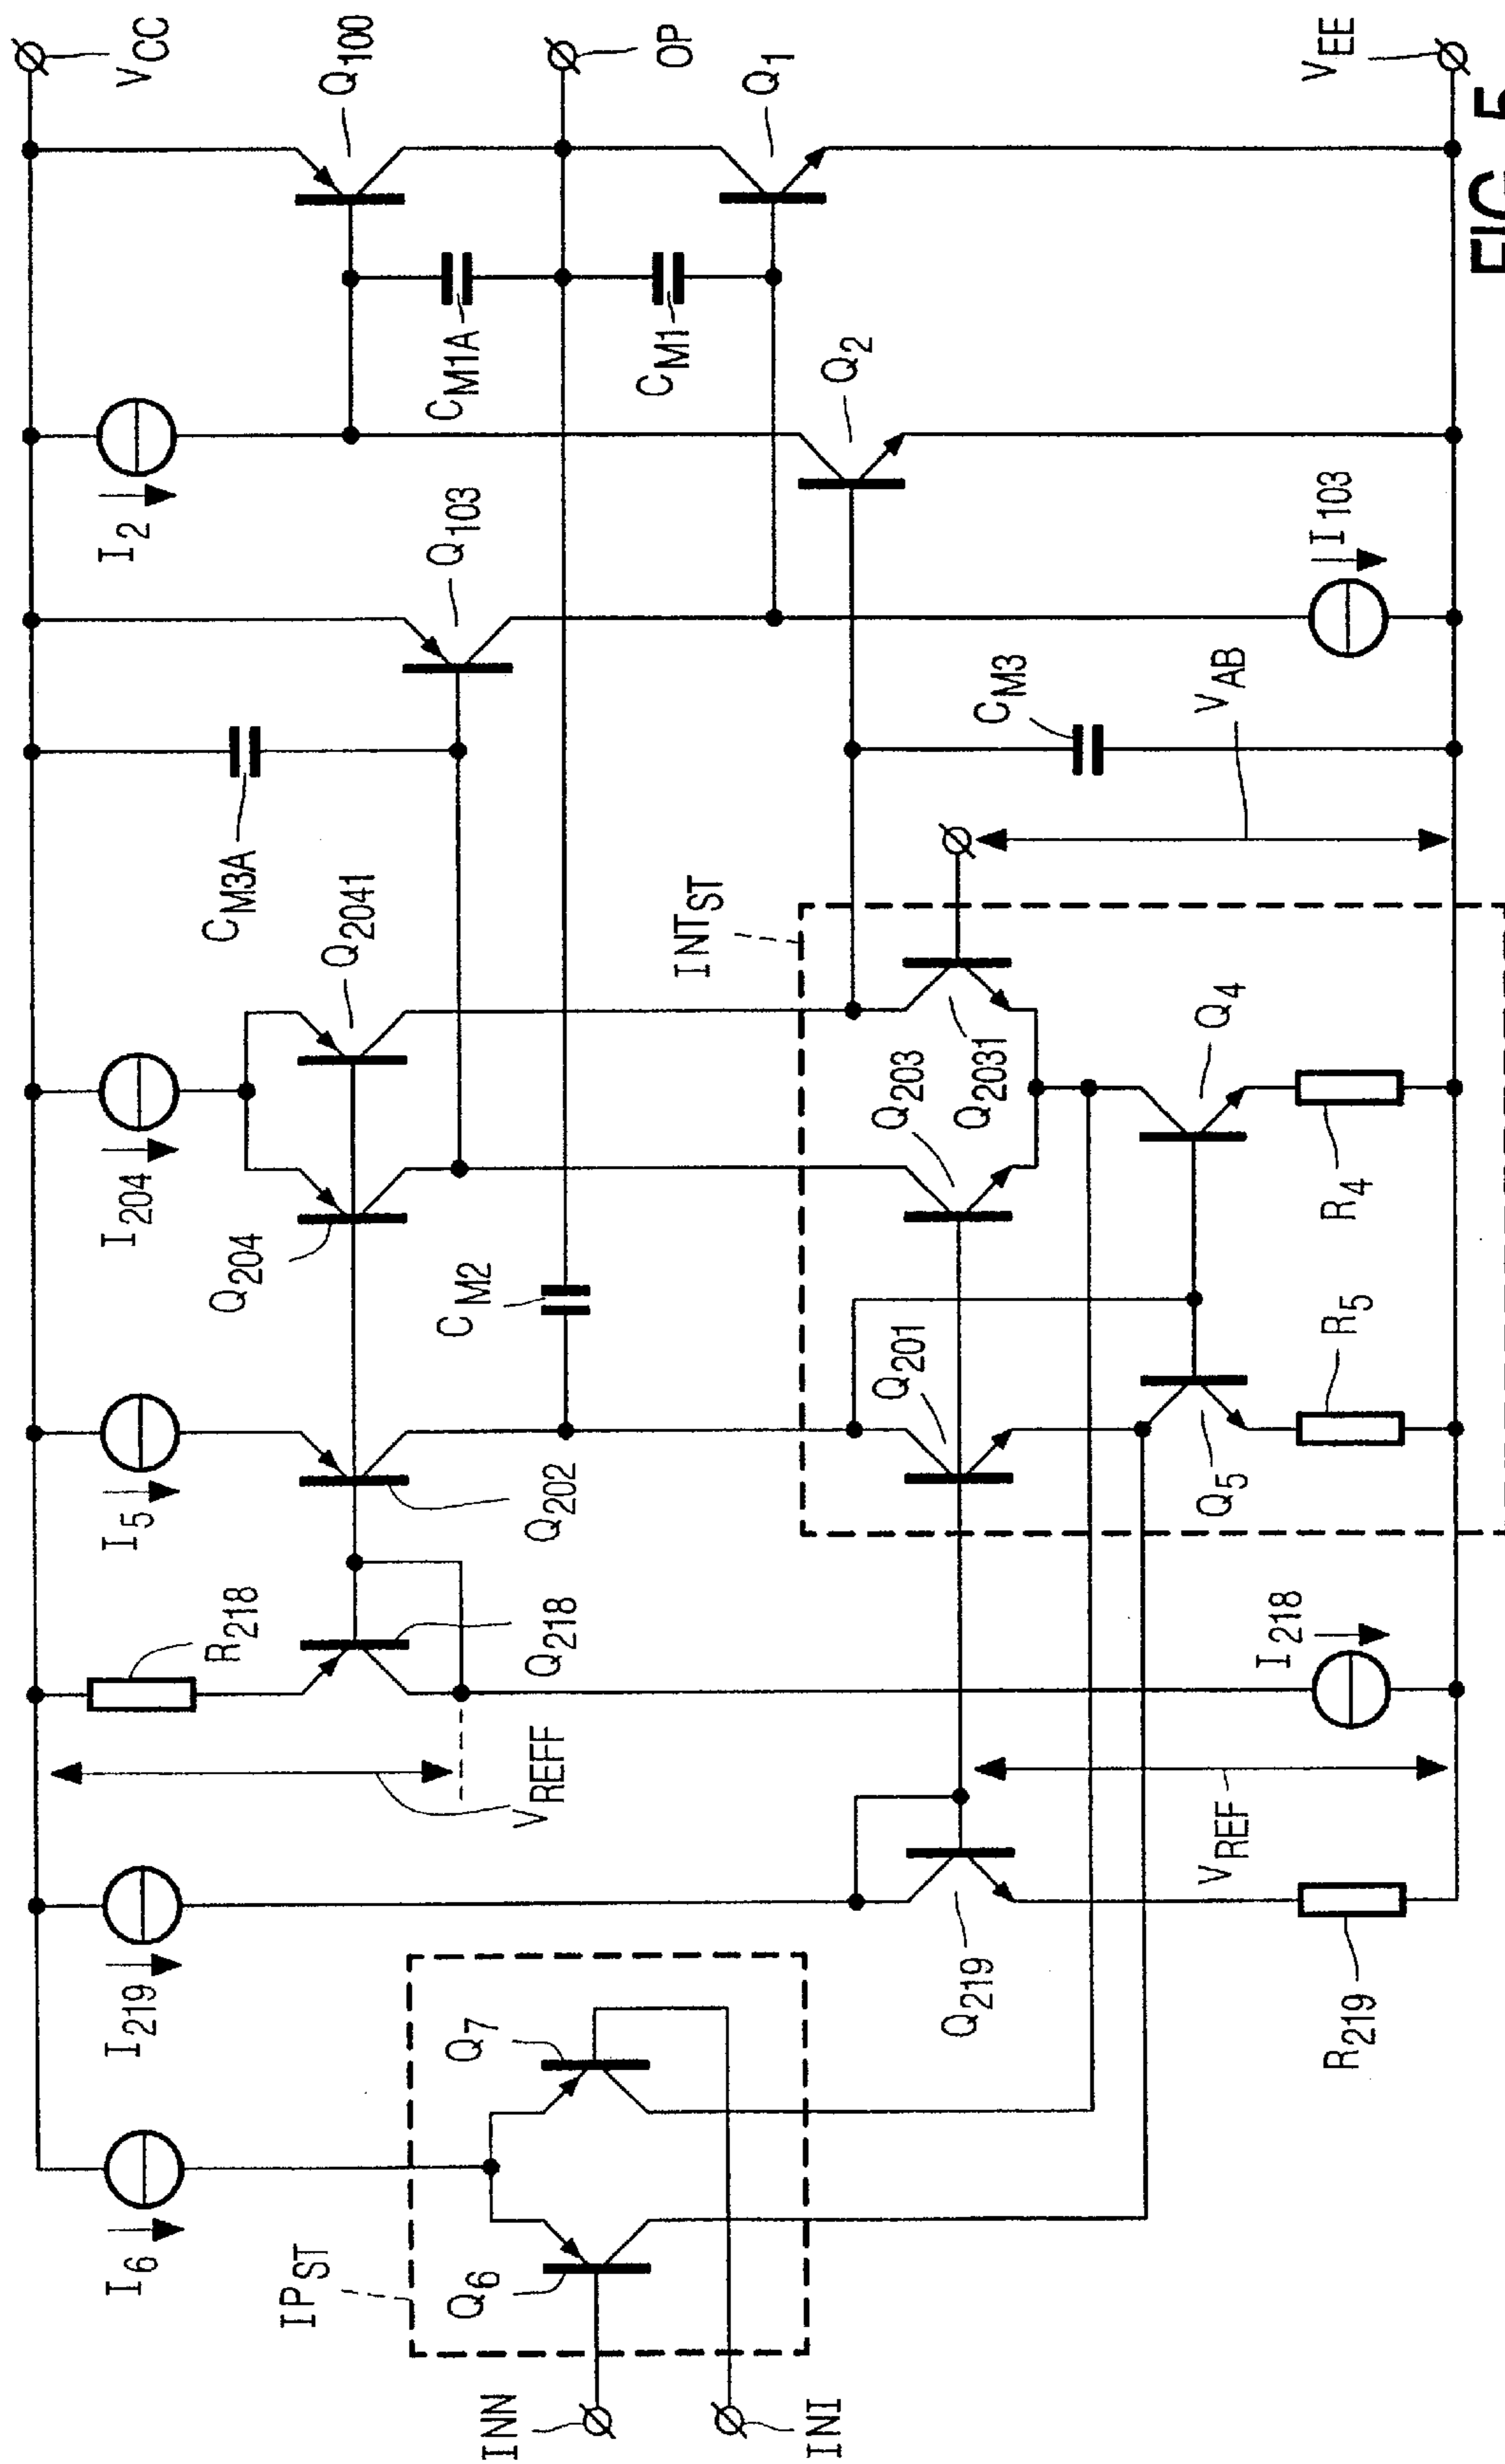 VCC
Q100
OP
Q1
VEE
FIG. 5
CM1A
CM1
Q2
I2
Q103
I103
CM3A
CM3
VAB
Q2041
INTST
I204
Q204
CM2
Q203
Q2031
Q4
R4
I5
Q202
Q201
Q5
R5
R218
Q218
I218
VREFF
VREF
I219
Q219
R219
Q7
I6
IPST
Q6
INN
INI